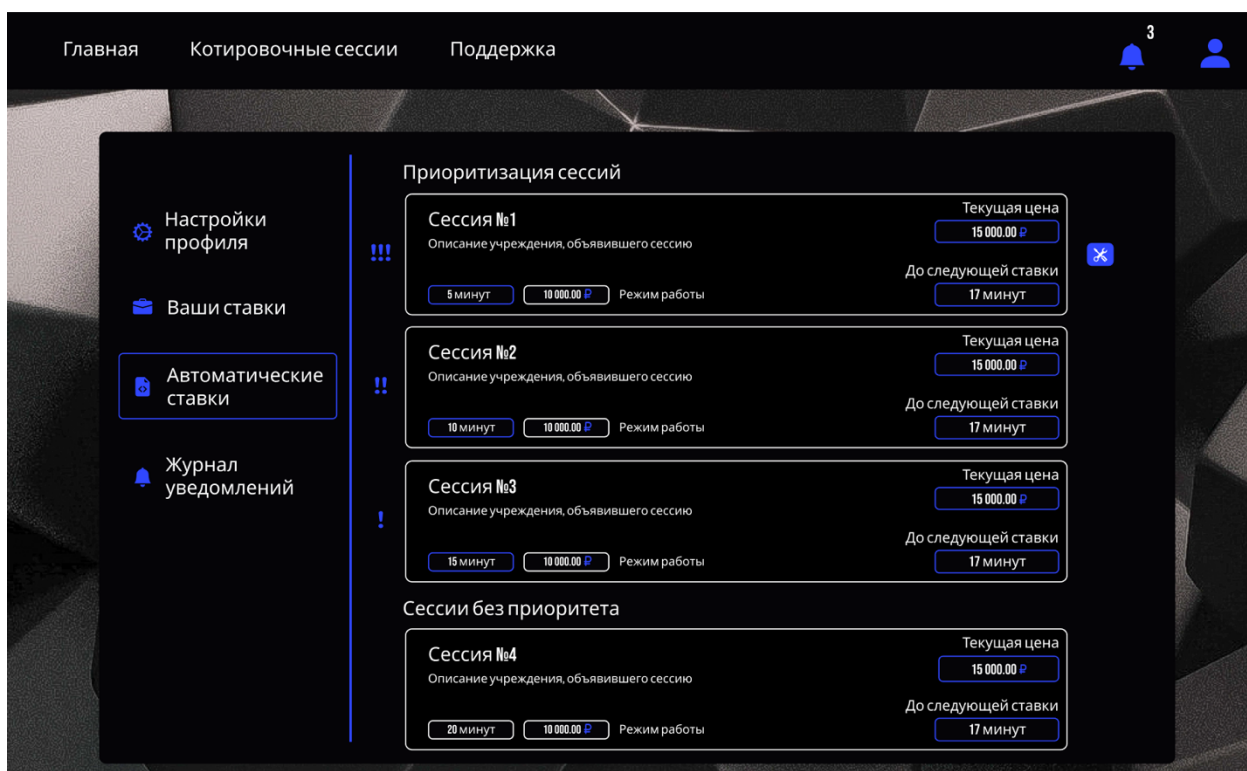 Главная
Котировочные сессии
Поддержка
3
Настройки
профиля
Ваши ставки
Автоматические
ставки
Журнал
уведомлений
Приоритизация сессий
!!!
Сессия №1
Описание учреждения, объявившего сессию
5 минут
10 000.00 ₽
Режим работы
Текущая цена
15 000.00 ₽
До следующей ставки
17 минут
!!
Сессия №2
Описание учреждения, объявившего сессию
10 минут
10 000.00 ₽
Режим работы
Текущая цена
15 000.00 ₽
До следующей ставки
17 минут
!
Сессия №3
Описание учреждения, объявившего сессию
15 минут
10 000.00 ₽
Режим работы
Текущая цена
15 000.00 ₽
До следующей ставки
17 минут
Сессии без приоритета
Сессия №4
Описание учреждения, объявившего сессию
20 минут
10 000.00 ₽
Режим работы
Текущая цена
15 000.00 ₽
До следующей ставки
17 минут